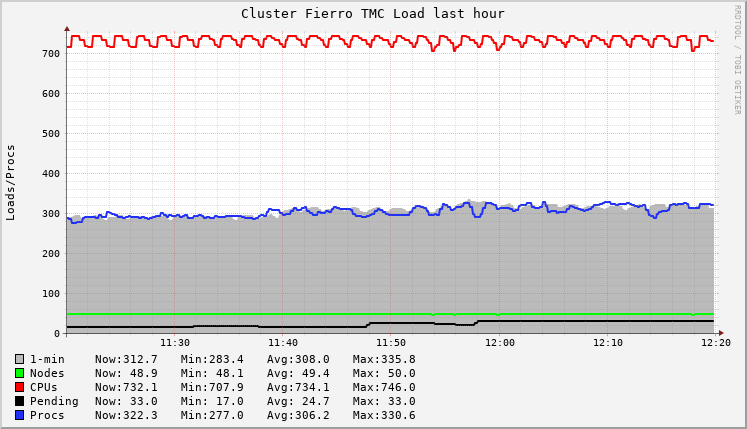 Cluster Fierro TMC Load last hour
RRDTOOL / TOBI OETIKER
Loads/Procs
700
600
500
400
300
200
100
0
11:30 11:40 11:50 12:00 12:10 12:20
1-min Now:312.7 Min:283.4 Avg:308.0 Max:335.8
Nodes Now: 48.9 Min: 48.1 Avg: 49.4 Max: 50.0
CPUs Now:732.1 Min:707.9 Avg:734.1 Max:746.0
Pending Now: 33.0 Min: 17.0 Avg: 24.7 Max: 33.0
Procs Now:322.3 Min:277.0 Avg:306.2 Max:330.6